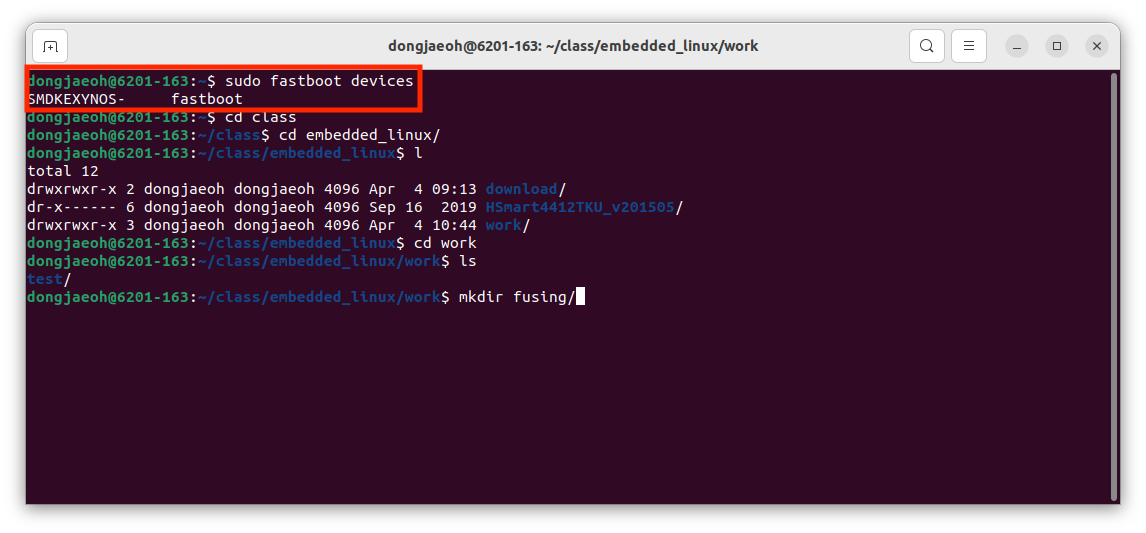 dongjaeoh@6201-163: ~/class/embedded_linux/work
dongjaeoh@6201-163:~$ sudo fastboot devices
SMDKEXYNOS-     fastboot
dongjaeoh@6201-163:~$ cd class
dongjaeoh@6201-163:~/class$ cd embedded_linux/
dongjaeoh@6201-163:~/class/embedded_linux$ l
total 12
drwxrwxr-x 2 dongjaeoh dongjaeoh 4096 Apr  4 09:13 download/
dr-x------ 6 dongjaeoh dongjaeoh 4096 Sep 16  2019 HSmart4412TKU_v201505/
drwxrwxr-x 3 dongjaeoh dongjaeoh 4096 Apr  4 10:44 work/
dongjaeoh@6201-163:~/class/embedded_linux$ cd work
dongjaeoh@6201-163:~/class/embedded_linux/work$ ls
test/
dongjaeoh@6201-163:~/class/embedded_linux/work$ mkdir fusing/